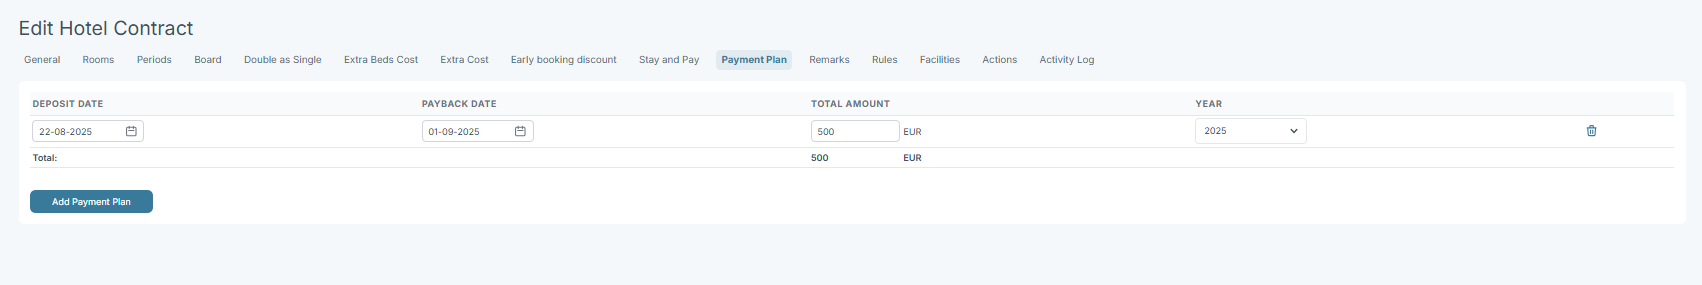 Edit Hotel Contract
General Rooms Periods Board Double as Single Extra Beds Cost Extra Cost Early booking discount Stay and Pay Payment Plan Remarks Rules Facilities Actions Activity Log
DEPOSIT DATE PAYBACK DATE TOTAL AMOUNT YEAR
22-08-2025 01-09-2025 500 EUR 2025
Total: 500 EUR
Add Payment Plan